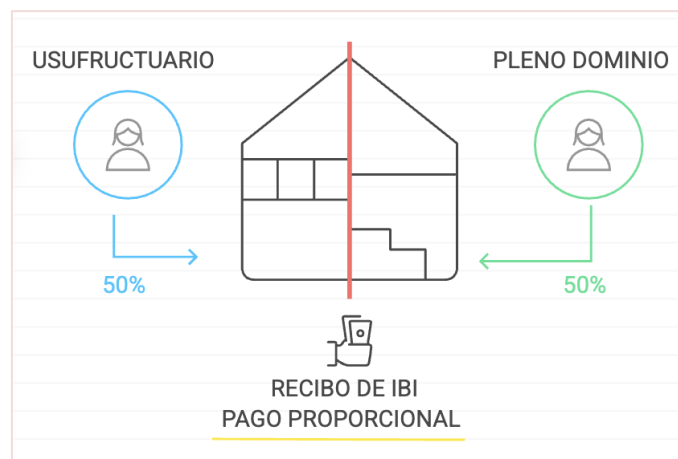 USUFRUCTUARIO
PLENO DOMINIO
50%
50%
RECIBO DE IBI
PAGO PROPORCIONAL